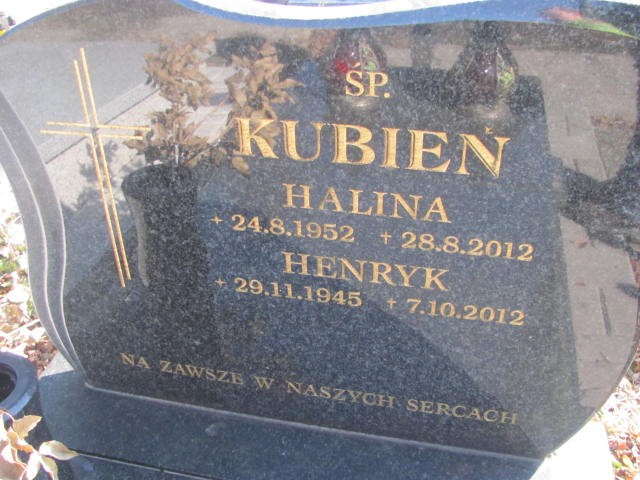 ŚP.
KUBIEŃ
HALINA
+ 24.8.1952 + 28.8.2012
HENRYK
+ 29.11.1945 + 7.10.2012
NA ZAWSZE W NASZYCH SERCACH